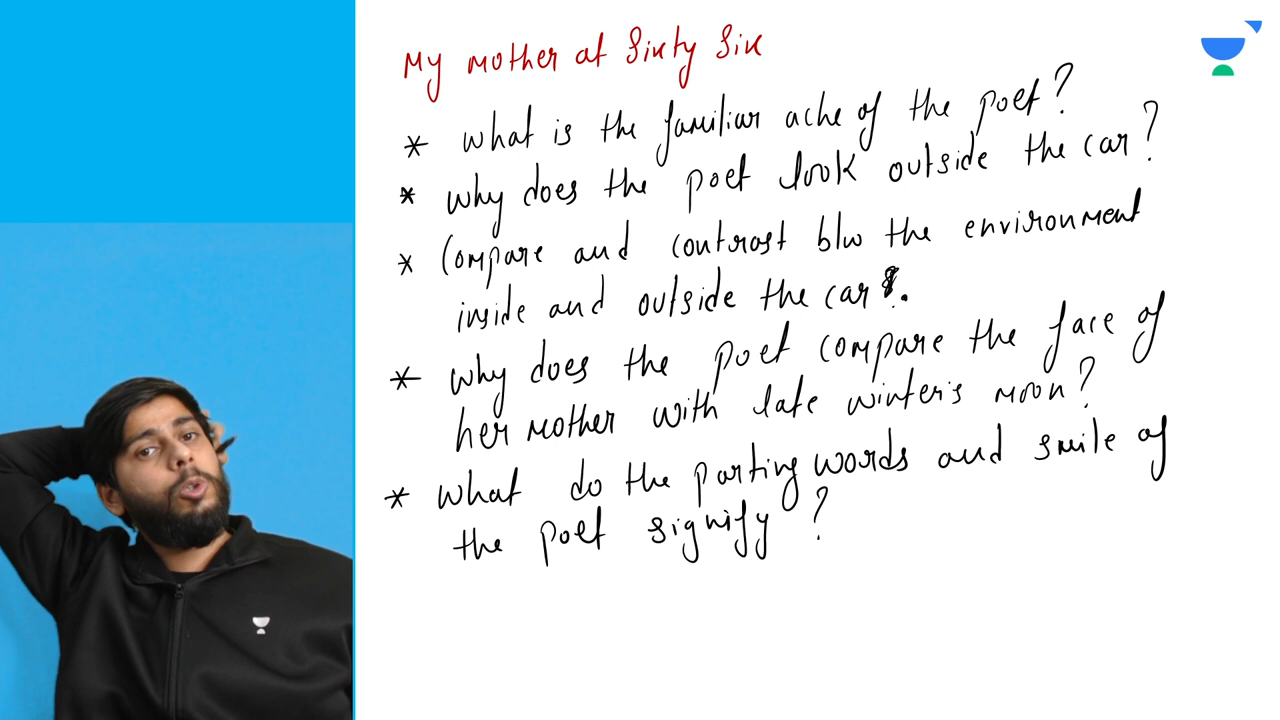 My mother at Sixty Six
* what is the familiar ache of the poet?
* why does the poet look outside the car?
* Compare and contrast b/w the environment
inside and outside the car.
* why does the poet compare the face of
her mother with late winter's moon?
* what do the parting words and smile of
the poet signify?